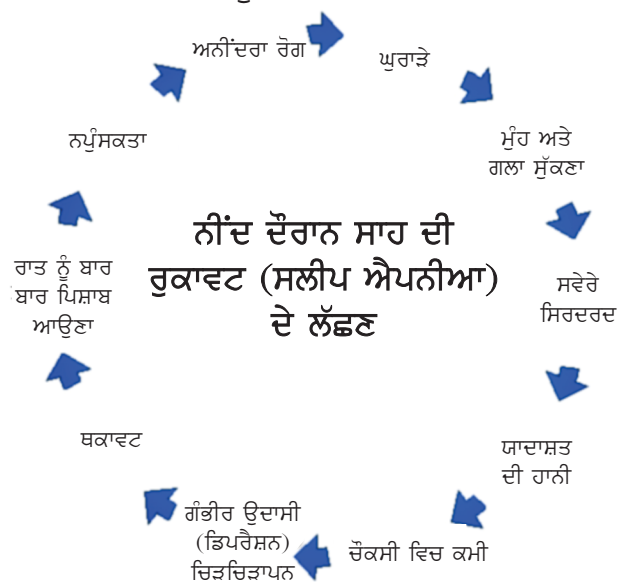 ਅਨੀਂਦਰਾ ਰੋਗ
ਘੁਰਾੜੇ
ਮੂੰਹ ਅਤੇ
ਗਲਾ ਸੁੱਕਣਾ
ਸਵੇਰੇ
ਸਿਰਦਰਦ
ਯਾਦਾਸ਼ਤ
ਦੀ ਹਾਨੀ
ਚੌਕਸੀ ਵਿਚ ਕਮੀ
ਗੰਭੀਰ ਉਦਾਸੀ
(ਡਿਪਰੈਸ਼ਨ)
ਚਿੜਚਿੜਾਪਨ
ਥਕਾਵਟ
ਰਾਤ ਨੂੰ ਬਾਰ
ਬਾਰ ਪਿਸ਼ਾਬ
ਆਉਣਾ
ਨਪੁੰਸਕਤਾ
ਨੀਂਦ ਦੌਰਾਨ ਸਾਹ ਦੀ
ਰੁਕਾਵਟ (ਸਲੀਪ ਐਪਨੀਆ)
ਦੇ ਲੱਛਣ